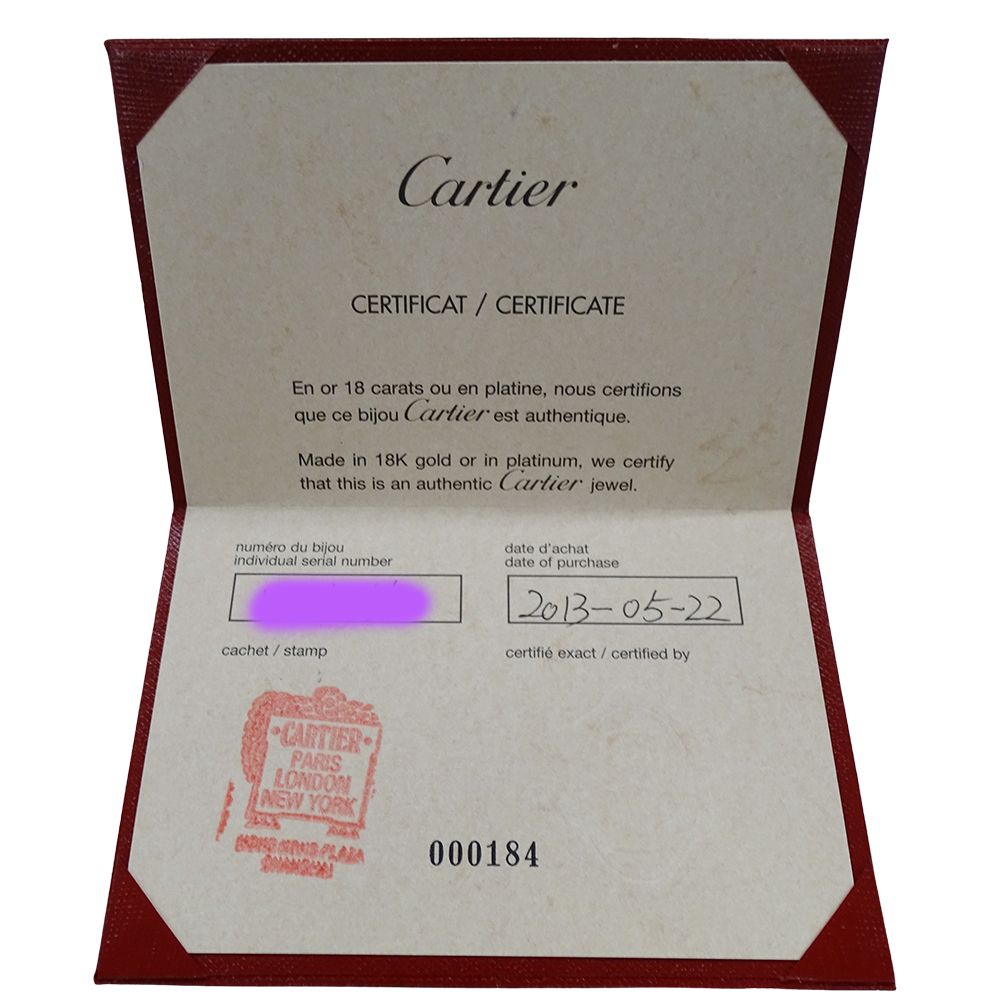 Cartier
CERTIFICAT / CERTIFICATE
En or 18 carats ou en platine, nous certifions
que ce bijou Cartier est authentique.
Made in 18K gold or in platinum, we certify
that this is an authentic Cartier jewel.
numéro du bijou
individual serial number
date d'achat
date of purchase
2013-05-22
cachet / stamp
certifié exact / certified by
CARTIER
PARIS
LONDON
NEW YORK
PLAZA
SHANGHAI
000184